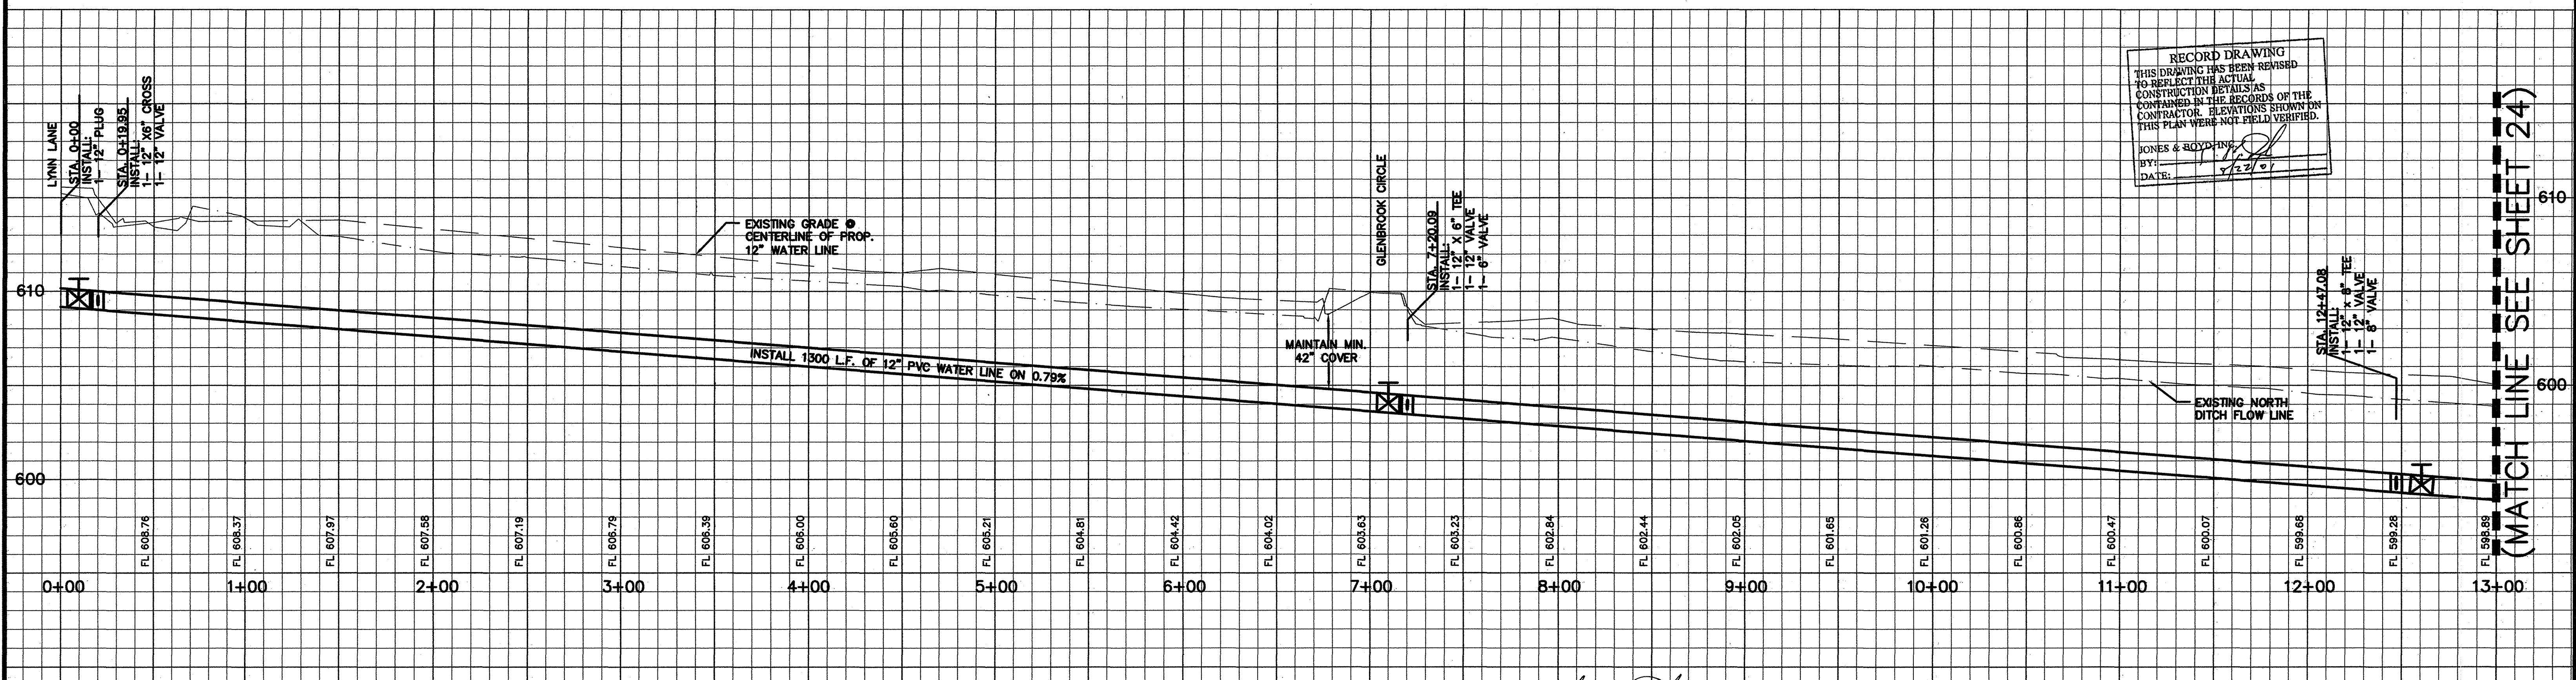 LYNN LANE
STA. 0+00
INSTALL:
1- 12" PLUG
STA. 0+19.95
INSTALL:
1- 12" X6" CROSS
1- 12" VALVE
EXISTING GRADE @
CENTERLINE OF PROP.
12" WATER LINE
GLENBROOK CIRCLE
STA. 7+20.09
INSTALL:
1- 12" X 6" TEE
1- 12" VALVE
1- 6" VALVE
MAINTAIN MIN.
42" COVER
INSTALL 1300 L.F. OF 12" PVC WATER LINE ON 0.79%
RECORD DRAWING
THIS DRAWING HAS BEEN REVISED
TO REFLECT THE ACTUAL
CONSTRUCTION DETAILS AS
CONTAINED IN THE RECORDS OF THE
CONTRACTOR. ELEVATIONS SHOWN ON
THIS PLAN WERE NOT FIELD VERIFIED.
JONES & BOYD, INC.
BY:
DATE: 8/22/01
STA. 12+47.08
INSTALL:
1- 12" x 8" TEE
1- 12" VALVE
1- 8" VALVE
EXISTING NORTH
DITCH FLOW LINE
(MATCH LINE SEE SHEET 24)
610
600
610
600
FL 608.76
FL 608.37
FL 607.97
FL 607.58
FL 607.19
FL 606.79
FL 606.39
FL 606.00
FL 605.60
FL 605.21
FL 604.81
FL 604.42
FL 604.02
FL 603.63
FL 603.23
FL 602.84
FL 602.44
FL 602.05
FL 601.65
FL 601.26
FL 600.86
FL 600.47
FL 600.07
FL 599.68
FL 599.28
FL 598.89
0+00
1+00
2+00
3+00
4+00
5+00
6+00
7+00
8+00
9+00
10+00
11+00
12+00
13+00